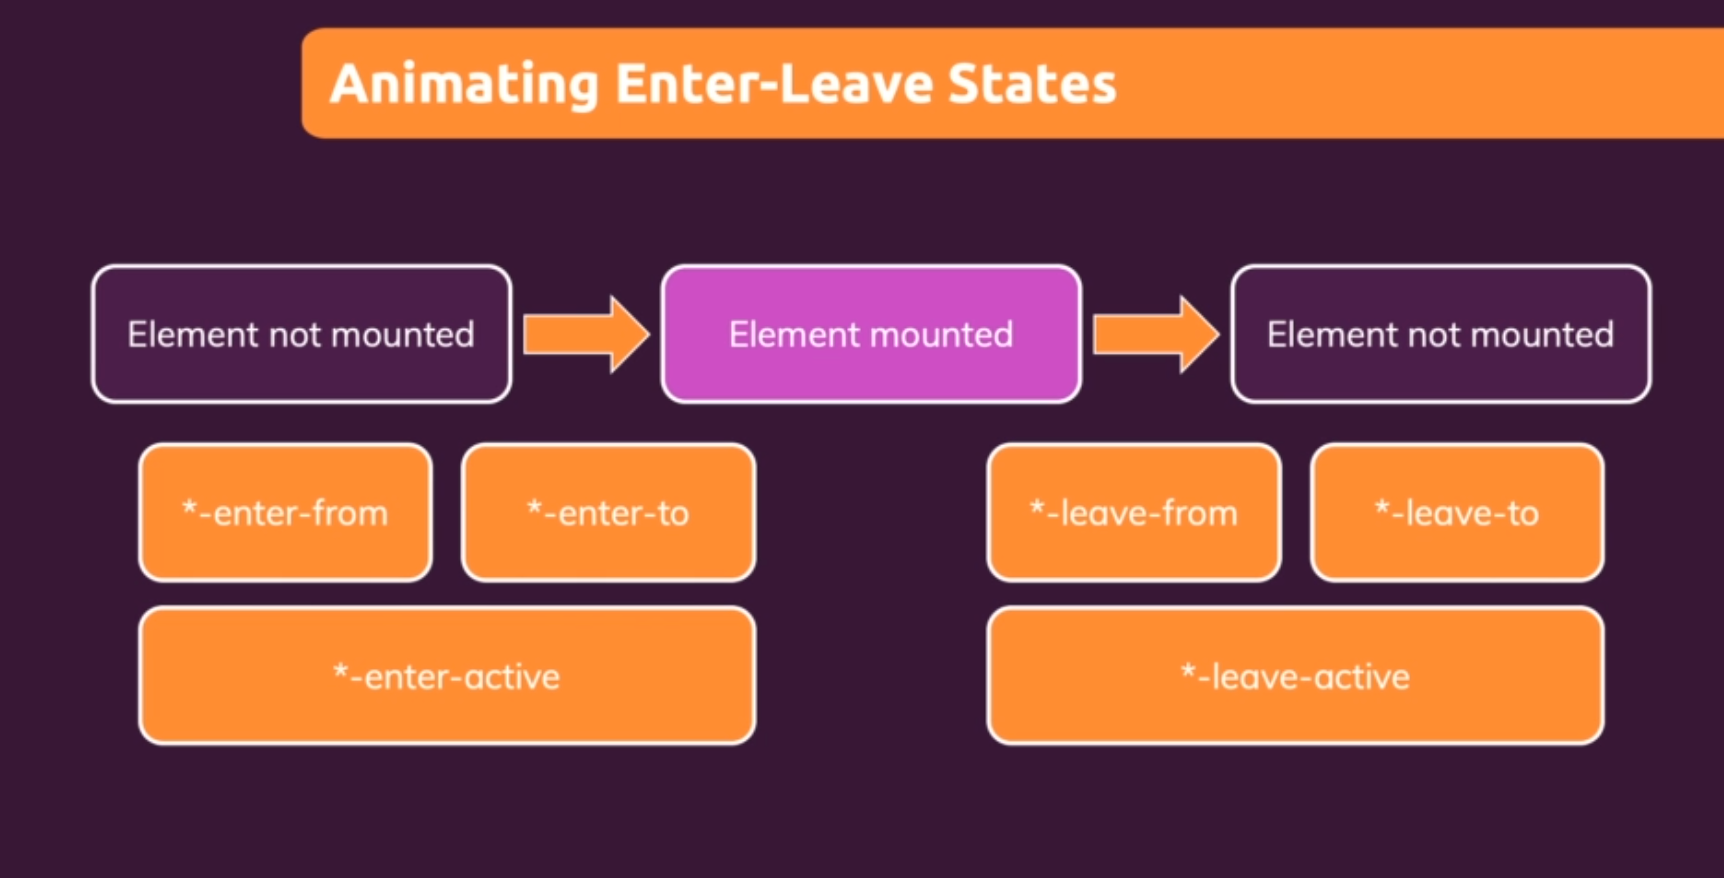 Animating Enter-Leave States
Element not mounted
Element mounted
Element not mounted
*-enter-from
*-enter-to
*-leave-from
*-leave-to
*-enter-active
*-leave-active